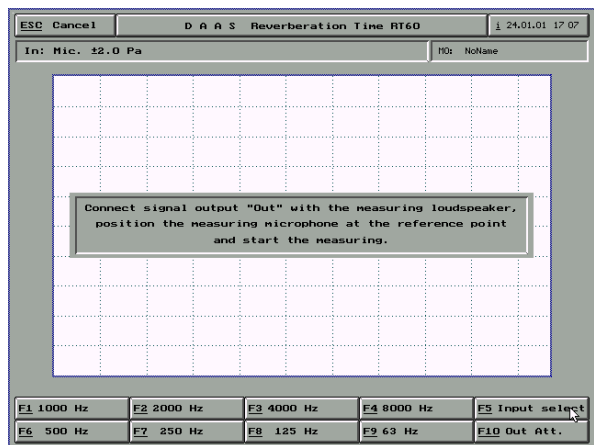 ESC Cancel
D A A S Reverberation Time RT60
i 24.01.01 17 07
In: Mic. ±2.0 Pa
MO: NoName
Connect signal output "Out" with the measuring loudspeaker,
position the measuring microphone at the reference point
and start the measuring.
F1 1000 Hz
F2 2000 Hz
F3 4000 Hz
F4 8000 Hz
F5 Input select
F6 500 Hz
F7 250 Hz
F8 125 Hz
F9 63 Hz
F10 Out Att.